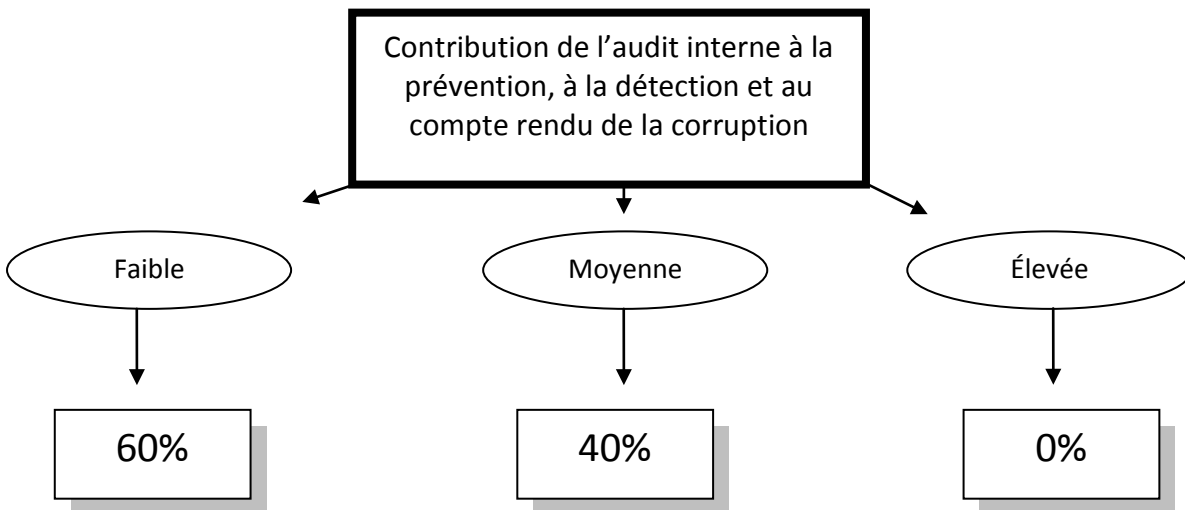 Contribution de l’audit interne à la
prévention, à la détection et au
compte rendu de la corruption
Faible
Moyenne
Élevée
60%
40%
0%